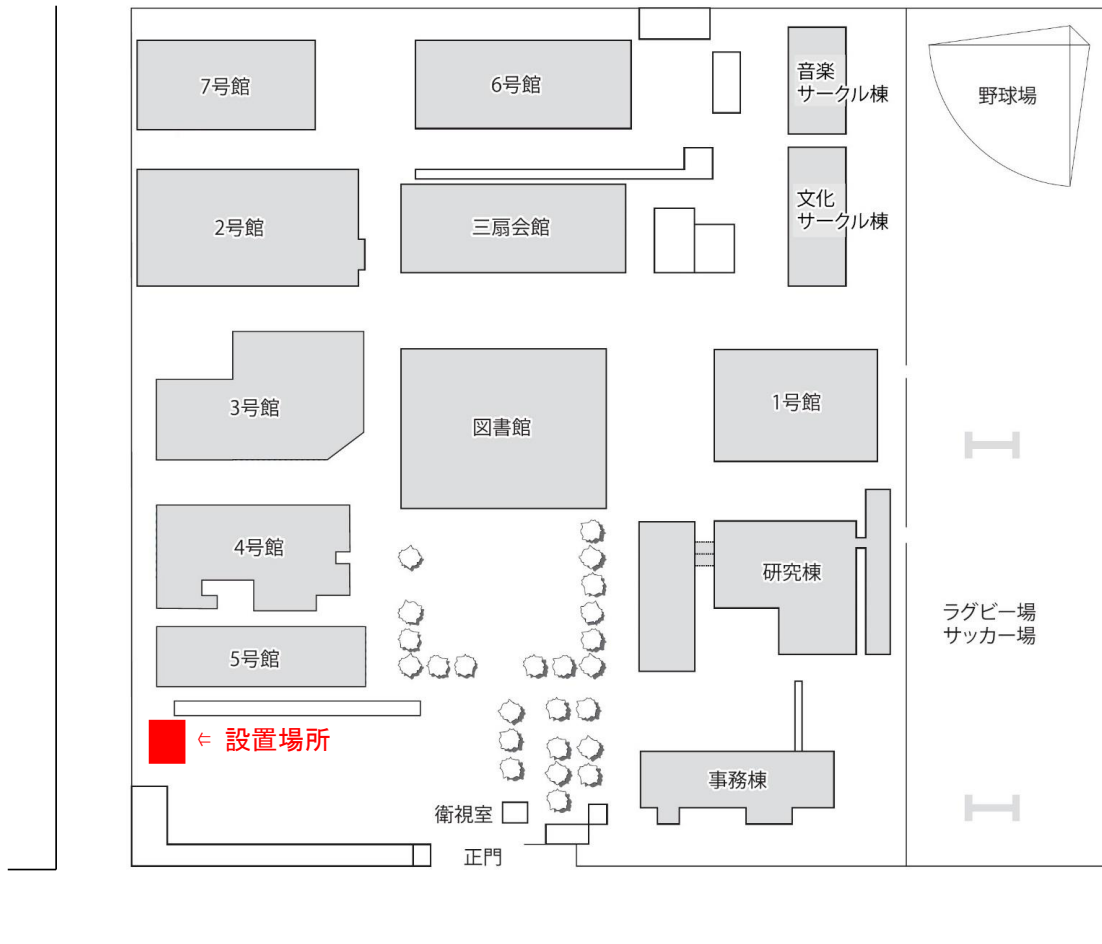 7号館
6号館
音楽
サークル棟
野球場
2号館
三扇会館
文化
サークル棟
3号館
図書館
1号館
4号館
研究棟
ラグビー場
サッカー場
5号館
⇐ 設置場所
事務棟
衛視室
正門